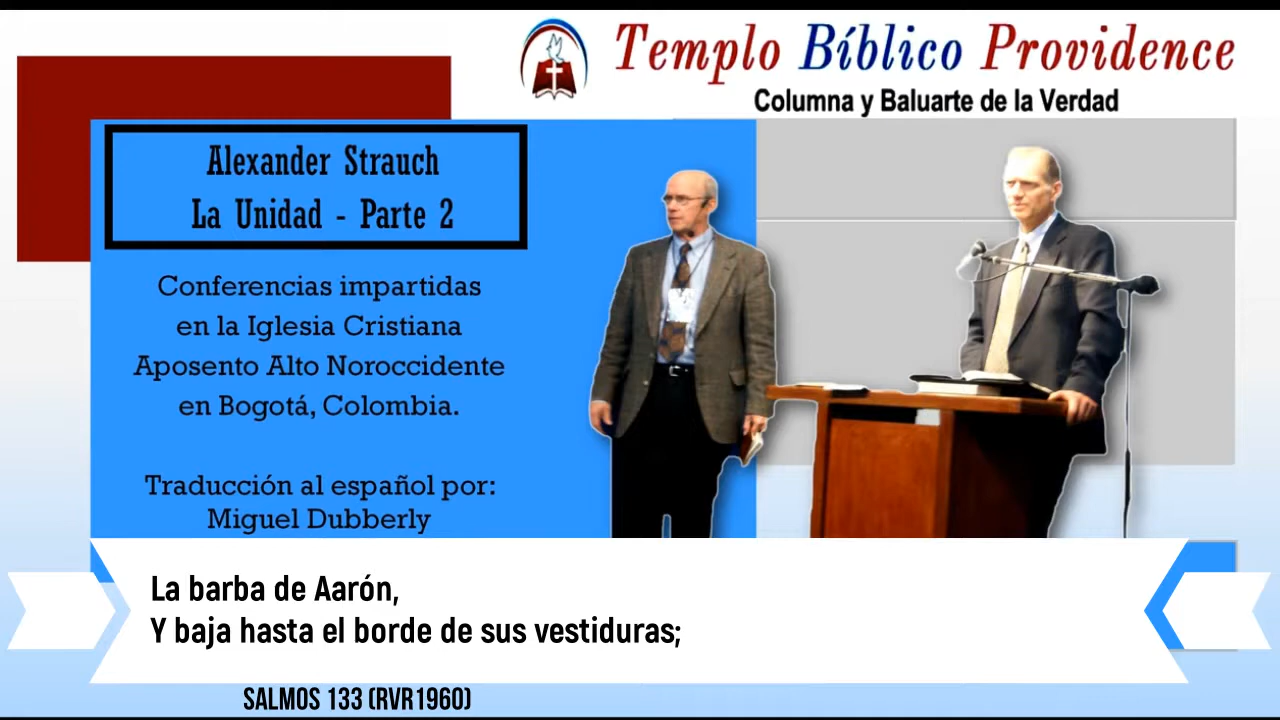 Templo Bíblico Providence
Columna y Baluarte de la Verdad
Alexander Strauch
La Unidad - Parte 2
Conferencias impartidas
en la Iglesia Cristiana
Aposento Alto Noroccidente
en Bogotá, Colombia.
Traducción al español por:
Miguel Dubberly
La barba de Aarón,
Y baja hasta el borde de sus vestiduras;
SALMOS 133 (RVR1960)